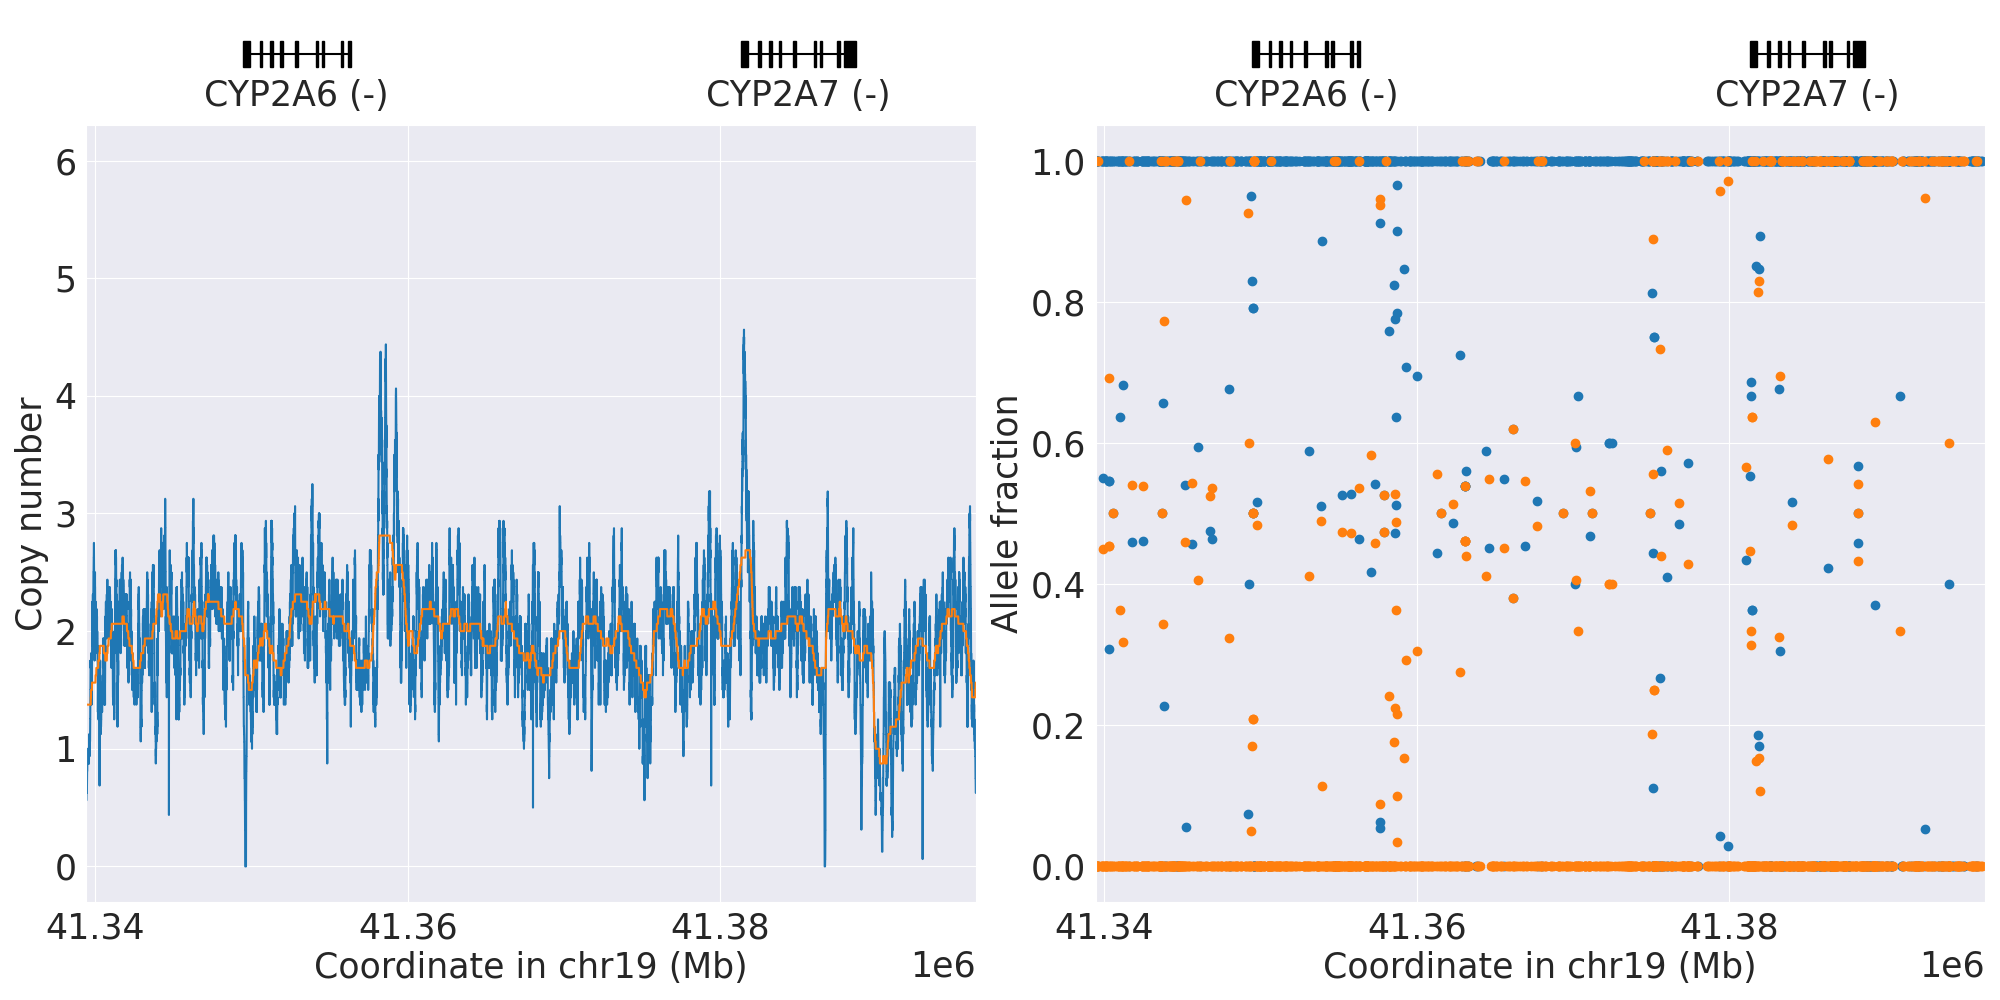 CYP2A6 (-)
CYP2A7 (-)
Copy number
6
5
4
3
2
1
0
41.34
41.36
41.38
Coordinate in chr19 (Mb)
1e6
CYP2A6 (-)
CYP2A7 (-)
Allele fraction
1.0
0.8
0.6
0.4
0.2
0.0
41.34
41.36
41.38
Coordinate in chr19 (Mb)
1e6